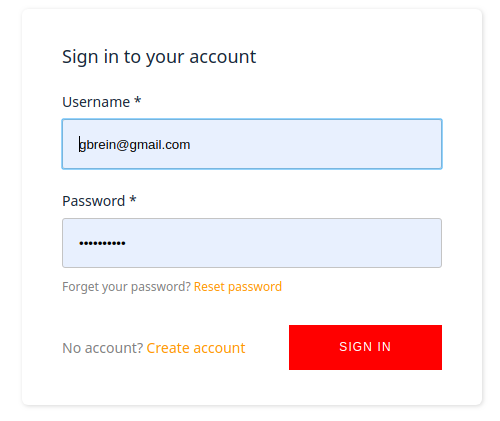 Sign in to your account
Username *
gbrein@gmail.com
Password *
••••••••••
Forget your password? Reset password
No account? Create account
SIGN IN